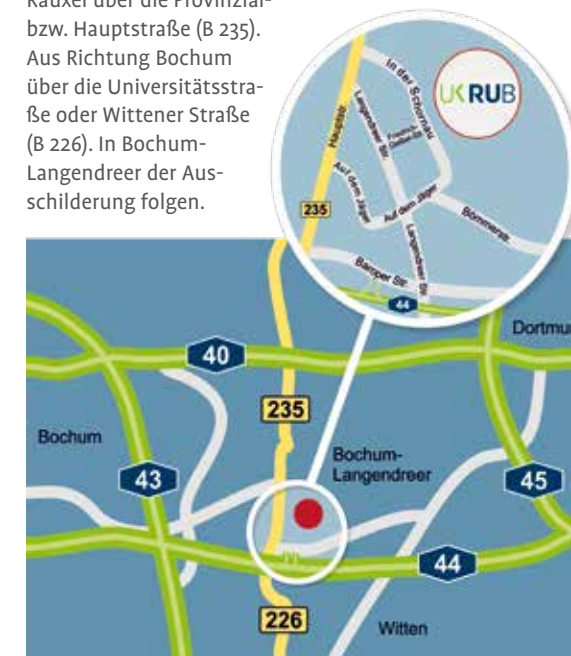 Rauxel über die Provinzial-
bzw. Hauptstraße (B 235).
Aus Richtung Bochum
über die Universitätsstra-
ße oder Wittener Straße
(B 226). In Bochum-
Langendreer der Aus-
schilderung folgen.
UK RUB
In der Schornau
Hauptstr.
Langendreer Str.
Auf dem Jäger
Auf dem Jäger
235
Bömmerstr.
Langendreer Str.
Bamper Str.
44
Dortmu
40
235
Bochum
Bochum-
Langendreer
43
45
44
226
Witten